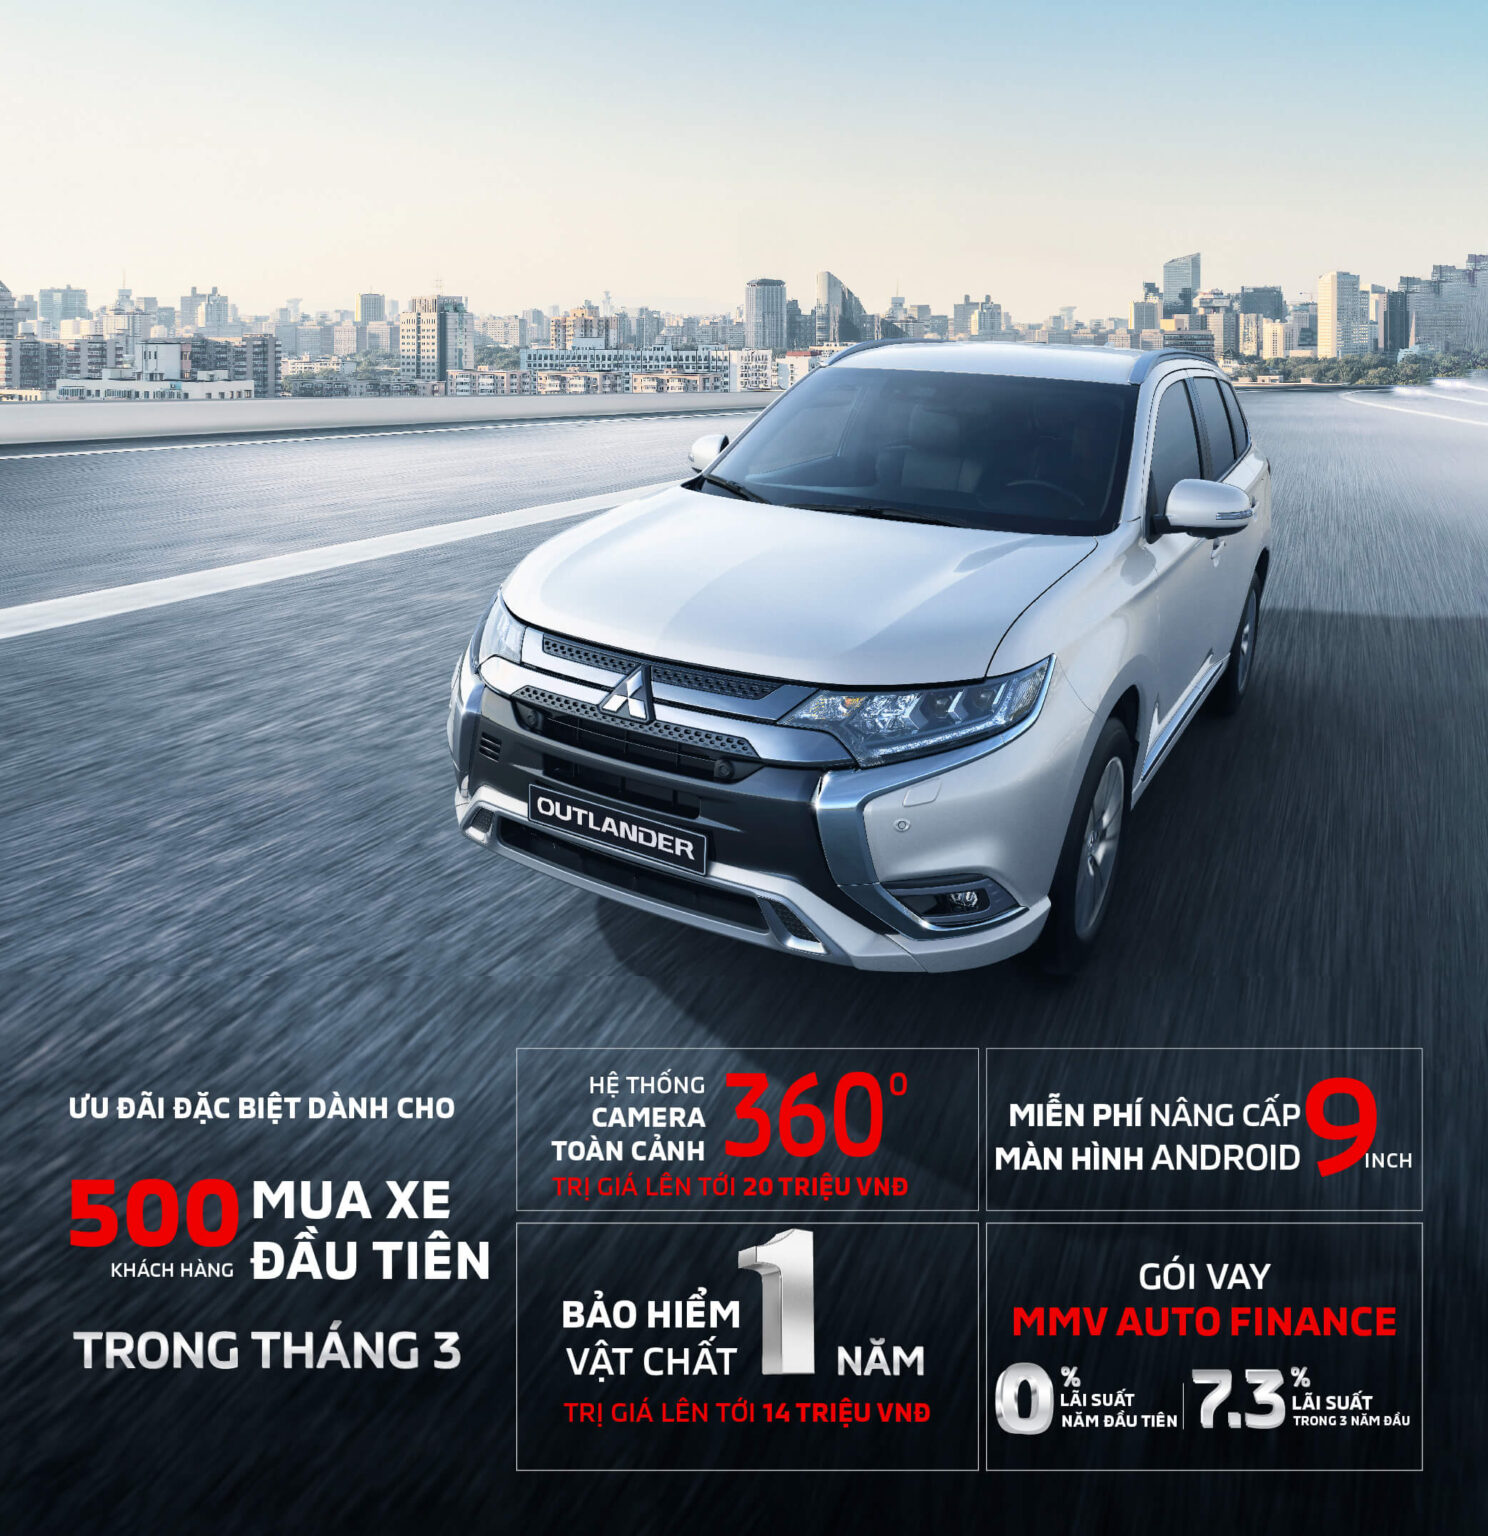 OUTLANDER
ƯU ĐÃI ĐẶC BIỆT DÀNH CHO
500 MUA XE
KHÁCH HÀNG ĐẦU TIÊN
TRONG THÁNG 3
HỆ THỐNG
CAMERA 360⁰
TOÀN CẢNH
TRỊ GIÁ LÊN TỚI 20 TRIỆU VNĐ
MIỄN PHÍ NÂNG CẤP 9
MÀN HÌNH ANDROID INCH
BẢO HIỂM 1
VẬT CHẤT NĂM
TRỊ GIÁ LÊN TỚI 14 TRIỆU VNĐ
GÓI VAY
MMV AUTO FINANCE
0%
LÃI SUẤT
NĂM ĐẦU TIÊN
7.3%
LÃI SUẤT
TRONG 3 NĂM ĐẦU